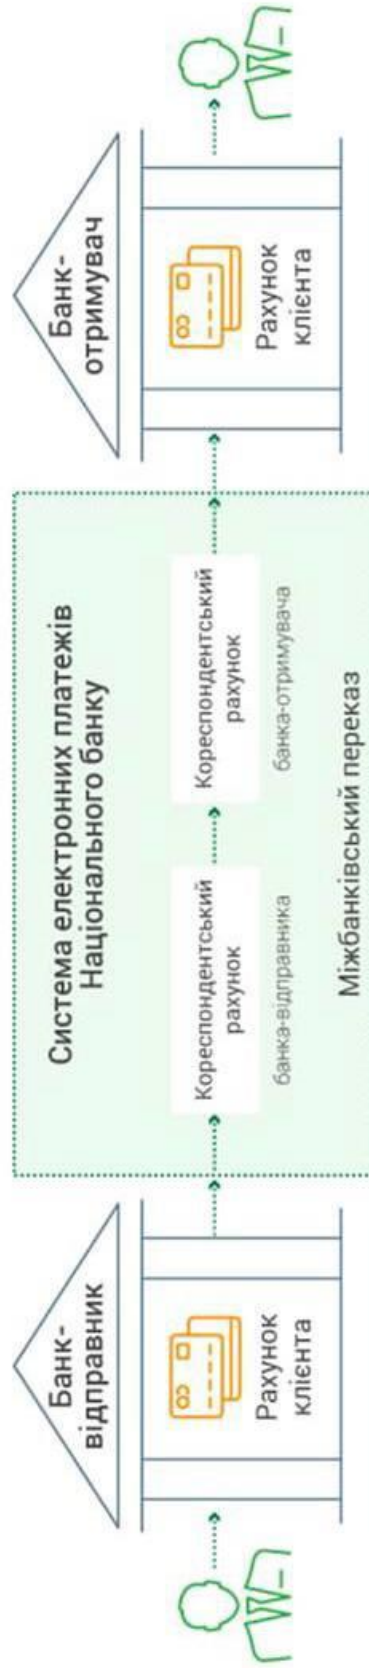 Банк-
відправник
Рахунок
клієнта
Система електронних платежів
Національного банку
Кореспондентський
рахунок
банка-відправника
Кореспондентський
рахунок
банка-отримувача
Міжбанківський переказ
Банк-
отримувач
Рахунок
клієнта